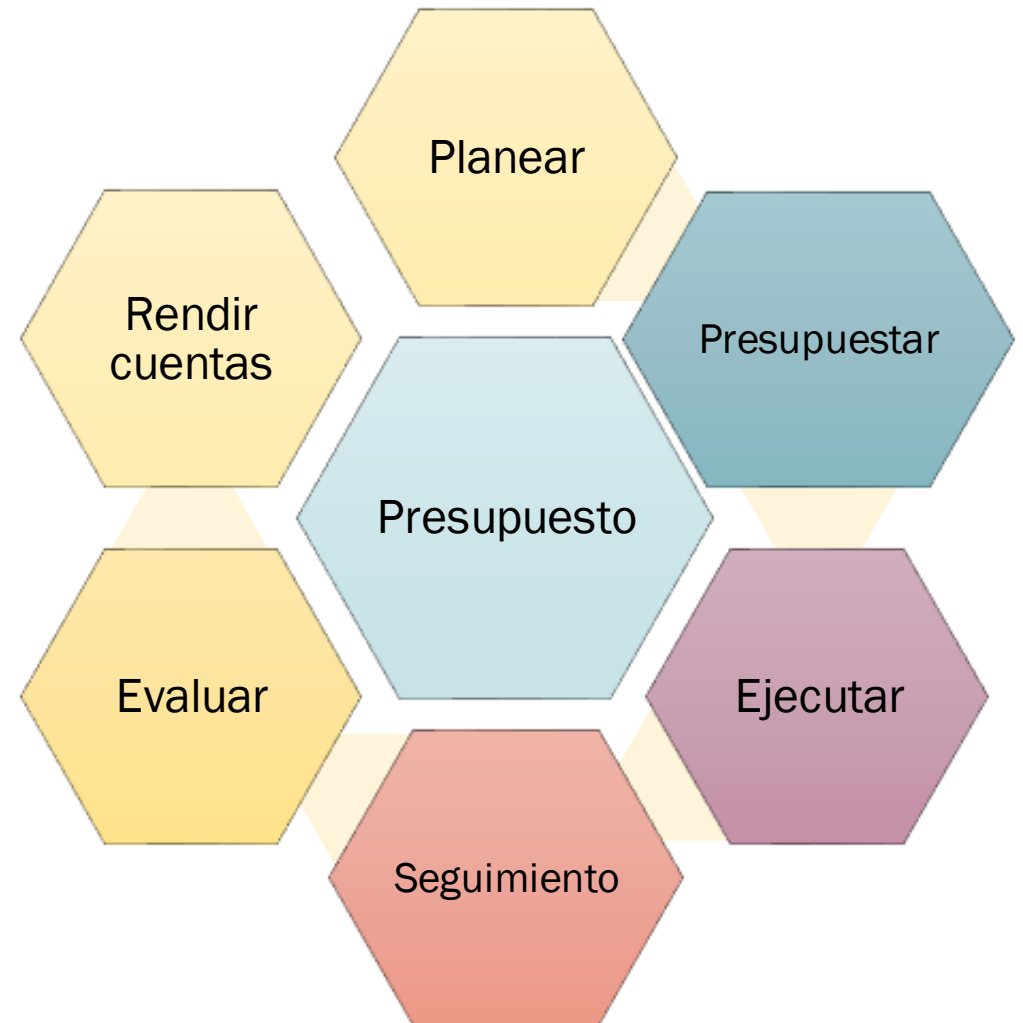 Planear
Presupuestar
Rendir
cuentas
Presupuesto
Evaluar
Ejecutar
Seguimiento